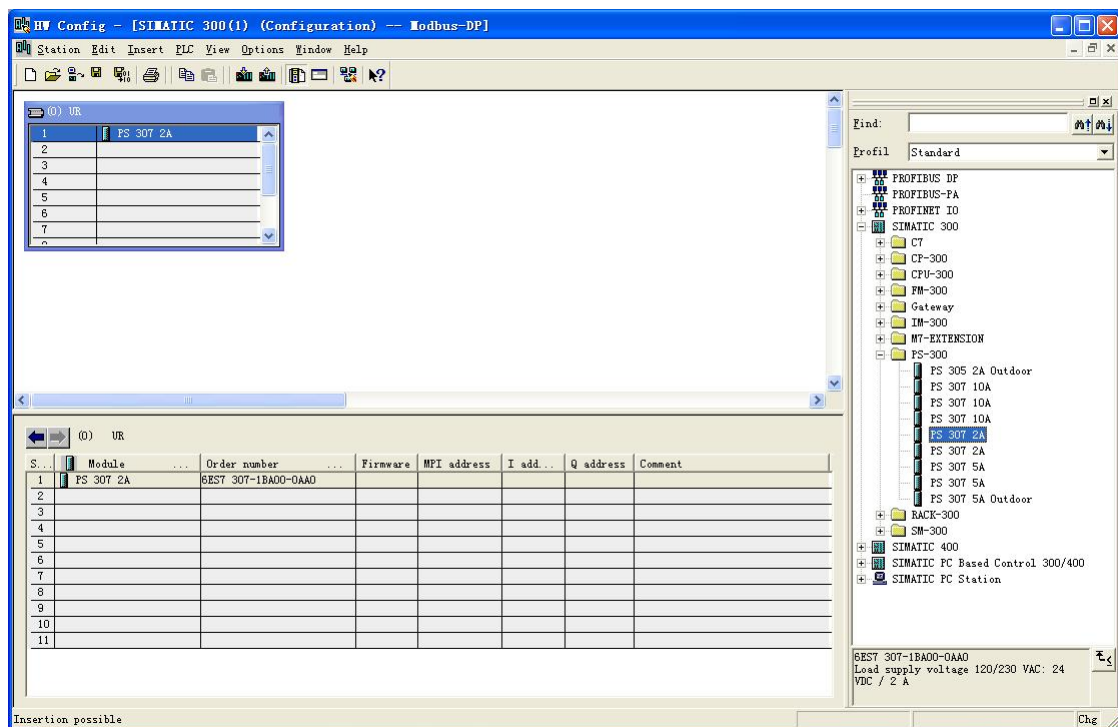 HW Config - [SIMATIC 300(1) (Configuration) -- Modbus-DP]
Station Edit Insert PLC View Options Window Help
(0) UR
1 PS 307 2A
2
3
4
5
6
7
Find:
Profil Standard
PROFIBUS DP
PROFIBUS-PA
PROFINET IO
SIMATIC 300
C7
CP-300
CPU-300
FM-300
Gateway
IM-300
M7-EXTENSION
PS-300
PS 305 2A Outdoor
PS 307 10A
PS 307 10A
PS 307 10A
PS 307 2A
PS 307 2A
PS 307 5A
PS 307 5A
PS 307 5A Outdoor
RACK-300
SM-300
SIMATIC 400
SIMATIC PC Based Control 300/400
SIMATIC PC Station
(0) UR
S... Module ... Order number ... Firmware MPI address I add... Q address Comment
1 PS 307 2A 6ES7 307-1BA00-0AA0
2
3
4
5
6
7
8
9
10
11
6ES7 307-1BA00-0AA0
Load supply voltage 120/230 VAC: 24
VDC / 2 A
Insertion possible
Chg